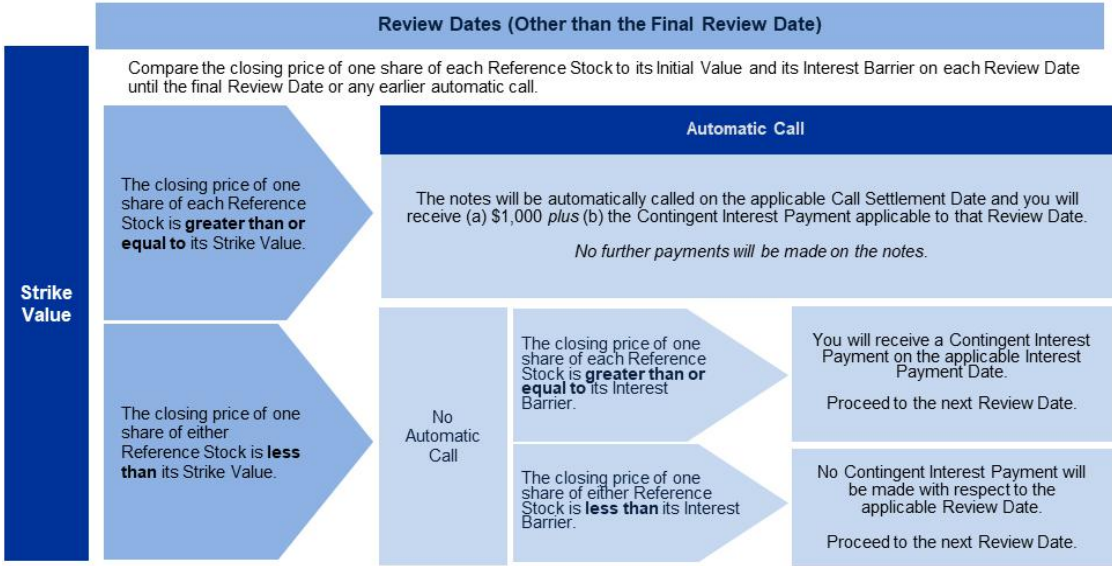 Review Dates (Other than the Final Review Date)
Compare the closing price of one share of each Reference Stock to its Initial Value and its Interest Barrier on each Review Date
until the final Review Date or any earlier automatic call.
Strike
Value
The closing price of one
share of each Reference
Stock is greater than or
equal to its Strike Value.
Automatic Call
The notes will be automatically called on the applicable Call Settlement Date and you will
receive (a) $1,000 plus (b) the Contingent Interest Payment applicable to that Review Date.
No further payments will be made on the notes.
The closing price of one
share of either
Reference Stock is less
than its Strike Value.
No
Automatic
Call
The closing price of one
share of each Reference
Stock is greater than or
equal to its Interest
Barrier.
You will receive a Contingent Interest
Payment on the applicable Interest
Payment Date.
Proceed to the next Review Date.
The closing price of one
share of either Reference
Stock is less than its Interest
Barrier.
No Contingent Interest Payment will
be made with respect to the
applicable Review Date.
Proceed to the next Review Date.